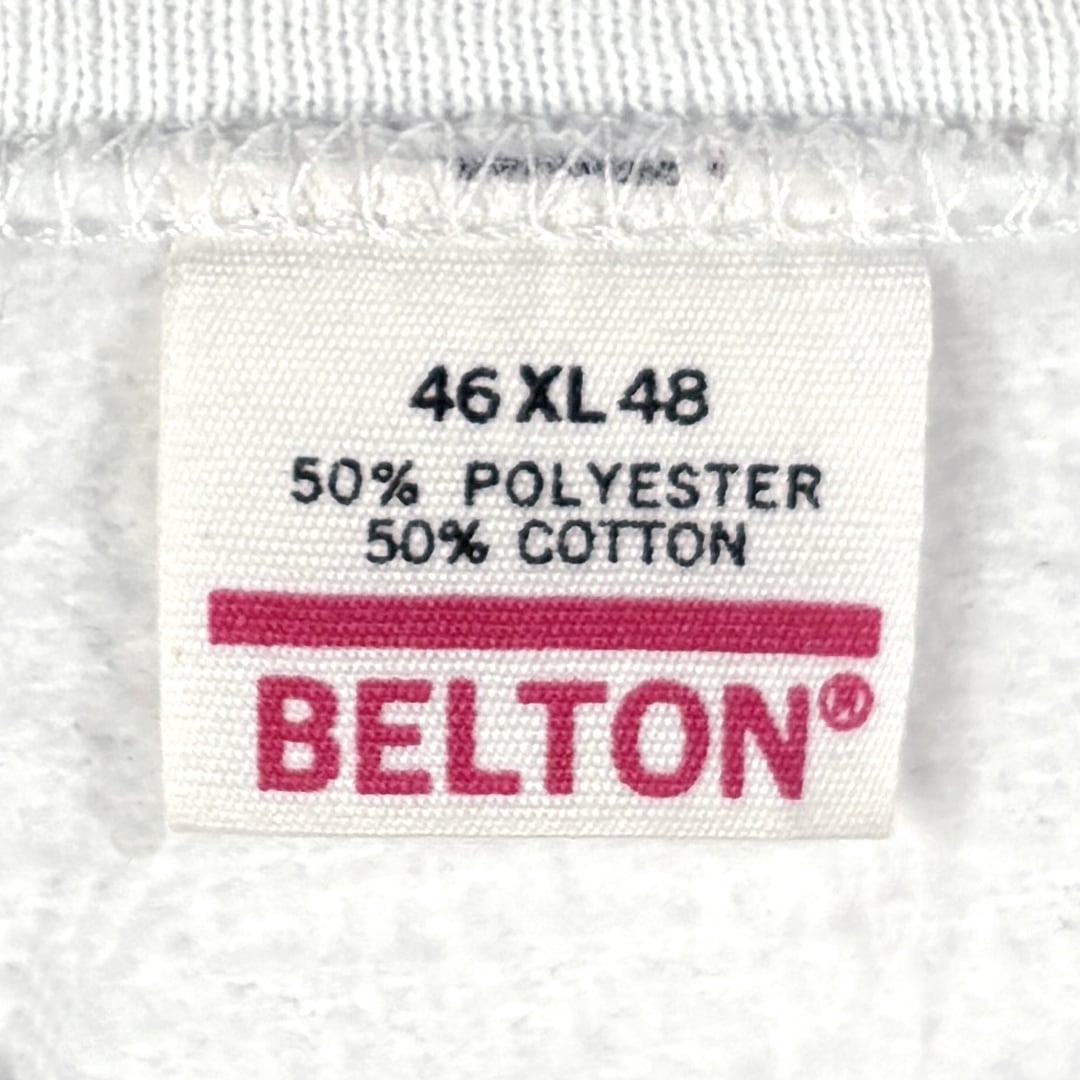 46 XL 48
50% POLYESTER
50% COTTON
BELTON®